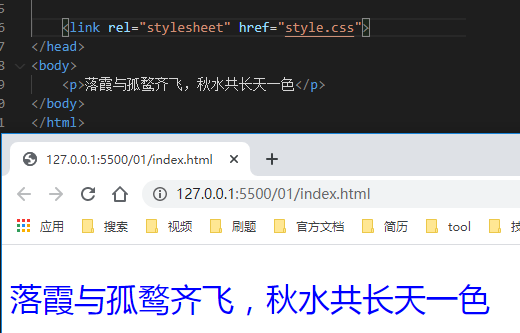 5
6 <link rel="stylesheet" href="style.css">
7 </head>
8 <body>
9 <p>落霞与孤鹜齐飞，秋水共长天一色</p>
0 </body>
1 </html>
127.0.0.1:5500/01/index.html
127.0.0.1:5500/01/index.html
应用 搜索 视频 刷题 官方文档 简历 tool
落霞与孤鹜齐飞，秋水共长天一色